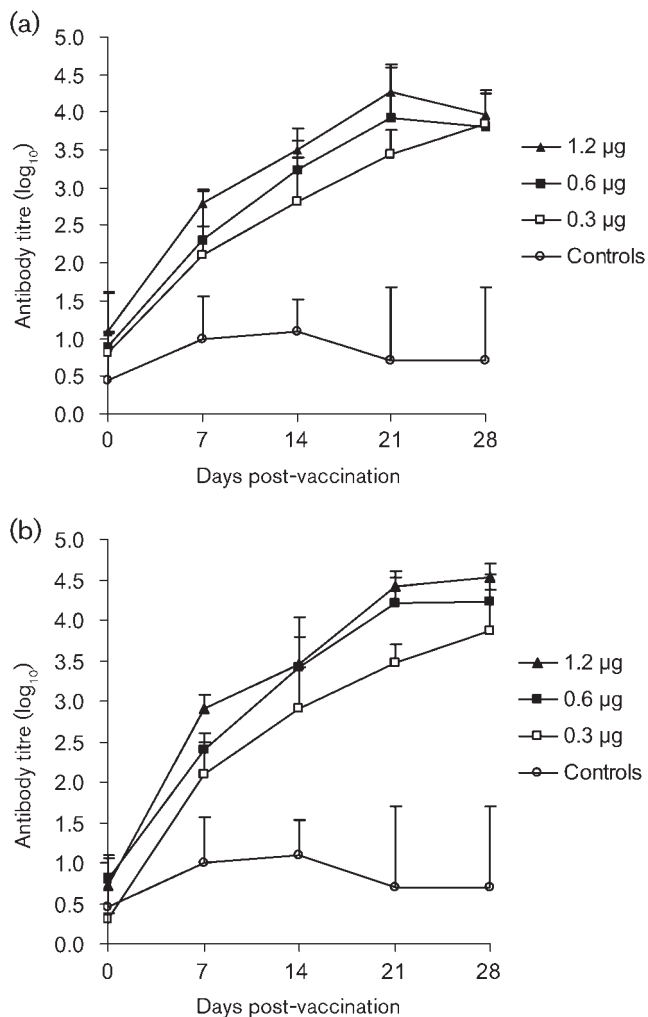 (a)
Antibody titre (log₁₀)
5.0
4.5
4.0
3.5
3.0
2.5
2.0
1.5
1.0
0.5
0.0
0 7 14 21 28
Days post-vaccination
1.2 µg
0.6 µg
0.3 µg
Controls
(b)
Antibody titre (log₁₀)
5.0
4.5
4.0
3.5
3.0
2.5
2.0
1.5
1.0
0.5
0.0
0 7 14 21 28
Days post-vaccination
1.2 µg
0.6 µg
0.3 µg
Controls